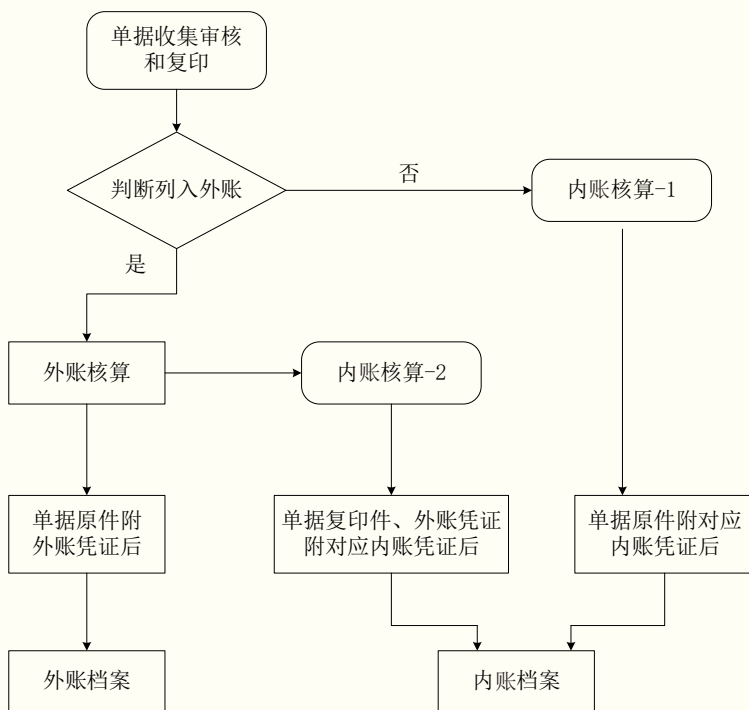 单据收集审核
和复印
判断列入外账
否
内账核算-1
是
外账核算
内账核算-2
单据原件附
外账凭证后
单据复印件、外账凭证
附对应内账凭证后
单据原件附对应
内账凭证后
外账档案
内账档案